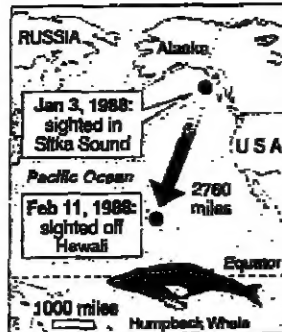 RUSSIA
Alaska
Jan 3, 1988:
sighted in
Sitka Sound
USA
Pacific Ocean
2760
miles
Feb 11, 1988:
sighted off
Hawaii
Equator
1000 miles
Humpback Whale